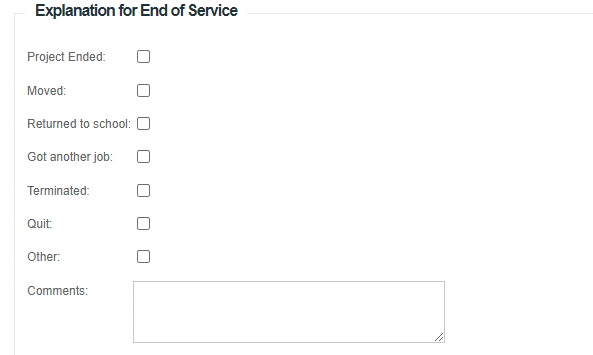 Explanation for End of Service
Project Ended:
Moved:
Returned to school:
Got another job:
Terminated:
Quit:
Other:
Comments: